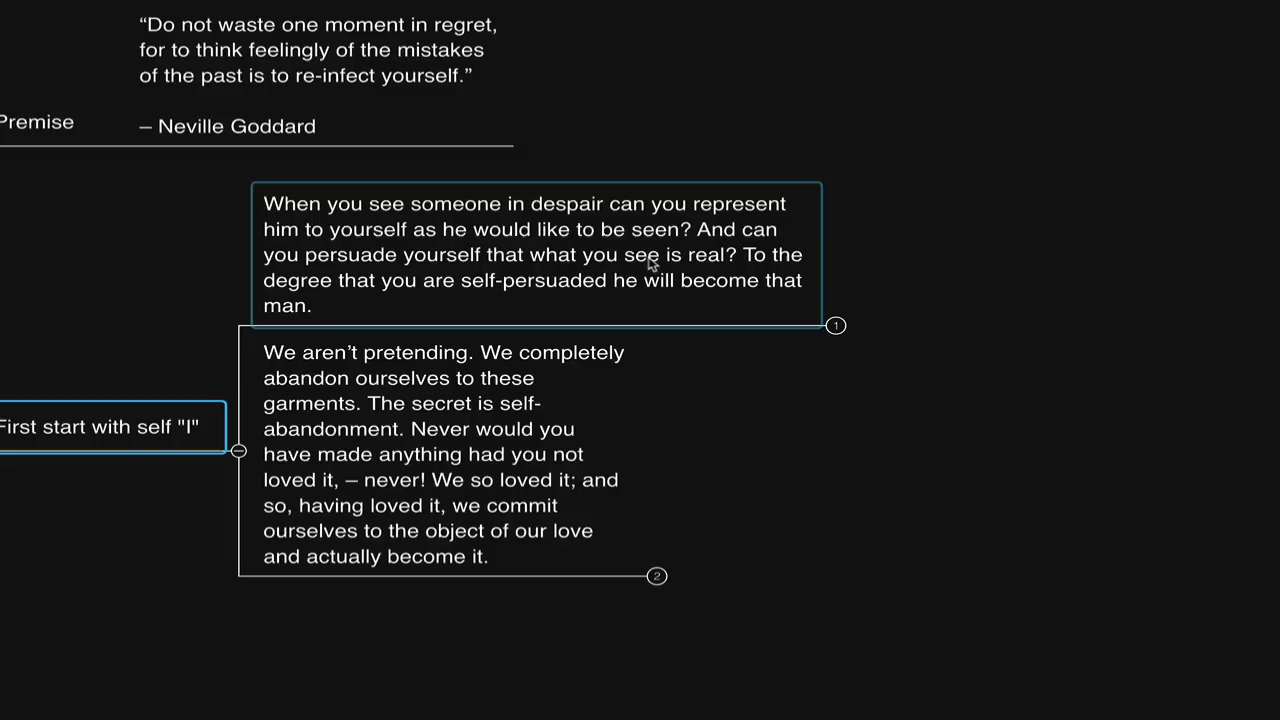 “Do not waste one moment in regret,
for to think feelingly of the mistakes
of the past is to re-infect yourself.”
Premise
– Neville Goddard
When you see someone in despair can you represent
him to yourself as he would like to be seen? And can
you persuade yourself that what you see is real? To the
degree that you are self-persuaded he will become that
man.
1
We aren’t pretending. We completely
abandon ourselves to these
garments. The secret is self-
abandonment. Never would you
have made anything had you not
loved it, – never! We so loved it; and
so, having loved it, we commit
ourselves to the object of our love
and actually become it.
First start with self "I"
2